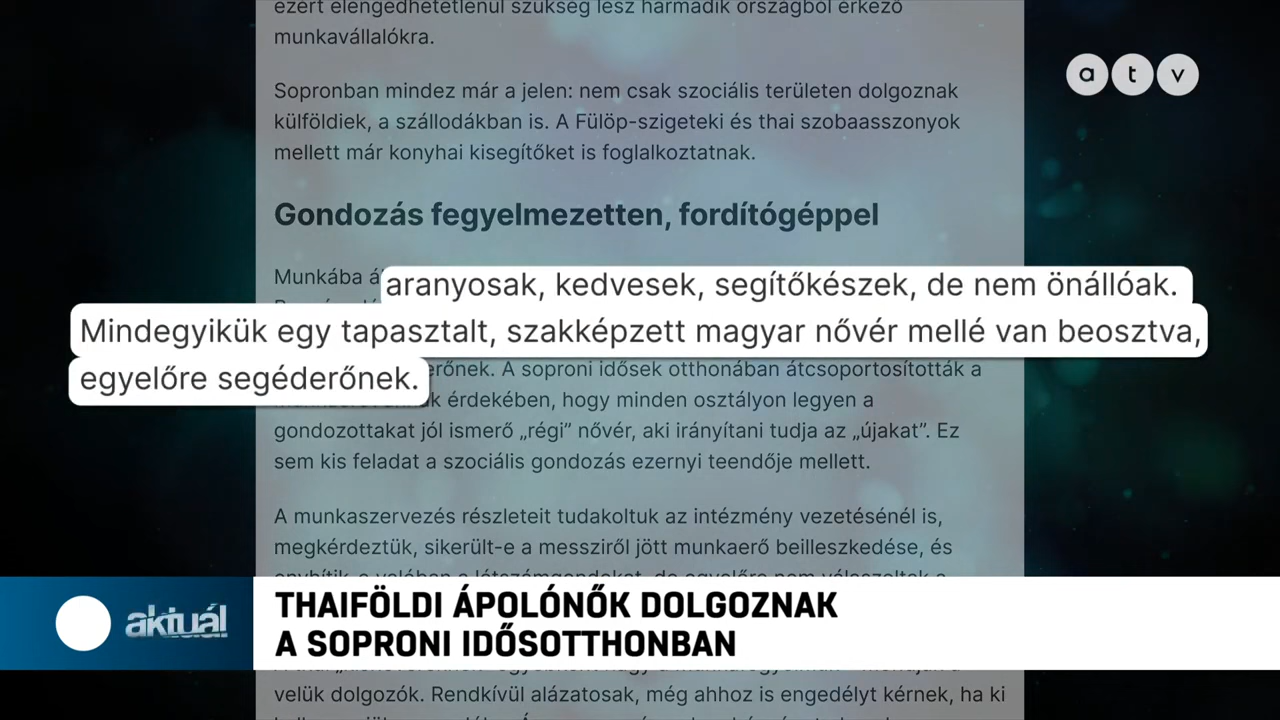 ezért elengedhetetlenül szükség lesz harmadik országból érkező
munkavállalókra.
a t v
Sopronban mindez már a jelen: nem csak szociális területen dolgoznak
külföldiek, a szállodákban is. A Fülöp-szigeteki és thai szobaasszonyok
mellett már konyhai kisegítőket is foglalkoztatnak.
Gondozás fegyelmezetten, fordítógéppel
Munkába
aranyosak, kedvesek, segítőkészek, de nem önállóak.
Mindegyikük egy tapasztalt, szakképzett magyar nővér mellé van beosztva,
egyelőre segéderőnek.
A soproni idősek otthonában átcsoportosították a
érdekében, hogy minden osztályon legyen a
gondozottakat jól ismerő „régi” nővér, aki irányítani tudja az „újakat”. Ez
sem kis feladat a szociális gondozás ezernyi teendője mellett.
A munkaszervezés részleteit tudakoltuk az intézmény vezetésénél is,
megkérdeztük, sikerült-e a messziről jött munkaerő beilleszkedése, és
aktuál
THAIFÖLDI ÁPOLÓNŐK DOLGOZNAK
A SOPRONI IDŐSOTTHONBAN
velük dolgozók. Rendkívül alázatosak, még ahhoz is engedélyt kérnek, ha ki